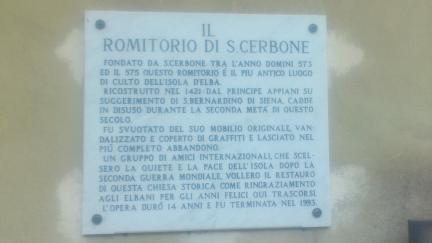 IL
ROMITORIO DI S.CERBONE
FONDATO DA S.CERBONE TRA L'ANNO DOMINI 573
ED IL 575 QUESTO ROMITORIO È IL PIÙ ANTICO LUOGO
DI CULTO DELL'ISOLA D'ELBA.
RICOSTRUITO NEL 1421 DAL PRINCIPE APPIANI SU
SUGGERIMENTO DI S.BERNARDINO DI SIENA, CADDE
IN DISUSO DURANTE LA SECONDA METÀ DI QUESTO
SECOLO.
FU SVUOTATO DEL SUO MOBILIO ORIGINALE, VAN-
DALIZZATO E COPERTO DI GRAFFITI E LASCIATO NEL
PIÙ COMPLETO ABBANDONO.
UN GRUPPO DI AMICI INTERNAZIONALI, CHE SCEL-
SERO LA QUIETE E LA PACE DELL'ISOLA DOPO LA
SECONDA GUERRA MONDIALE, VOLLERO IL RESTAURO
DI QUESTA CHIESA STORICA COME RINGRAZIAMENTO
AGLI ELBANI PER GLI ANNI FELICI QUI TRASCORSI.
L'OPERA DURÒ 14 ANNI E FU TERMINATA NEL 1993.